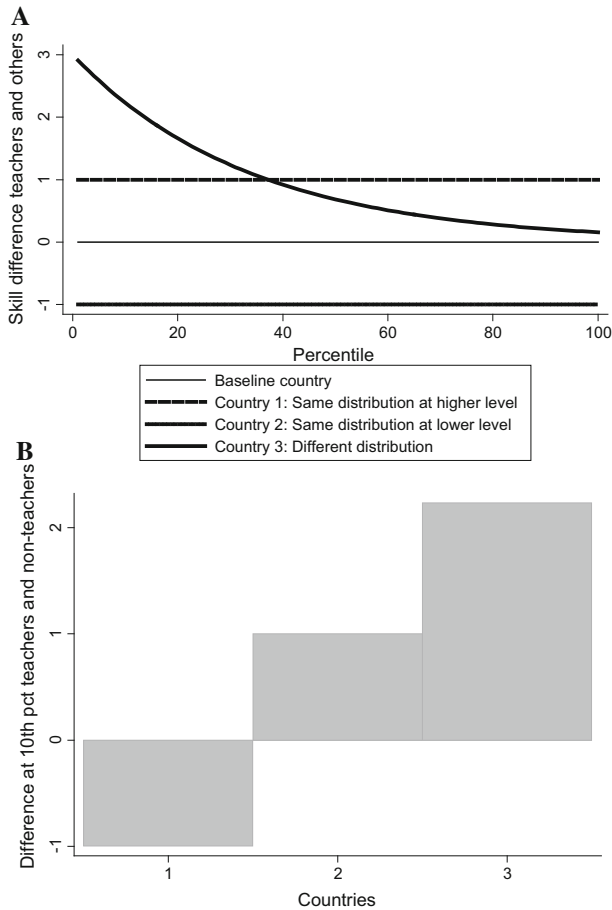 A
Skill difference teachers and others
3
2
1
0
-1
0
20
40
60
80
100
Percentile
Baseline country
Country 1: Same distribution at higher level
Country 2: Same distribution at lower level
Country 3: Different distribution
B
Difference at 10th pct teachers and non-teachers
2
1
0
-1
1
2
3
Countries